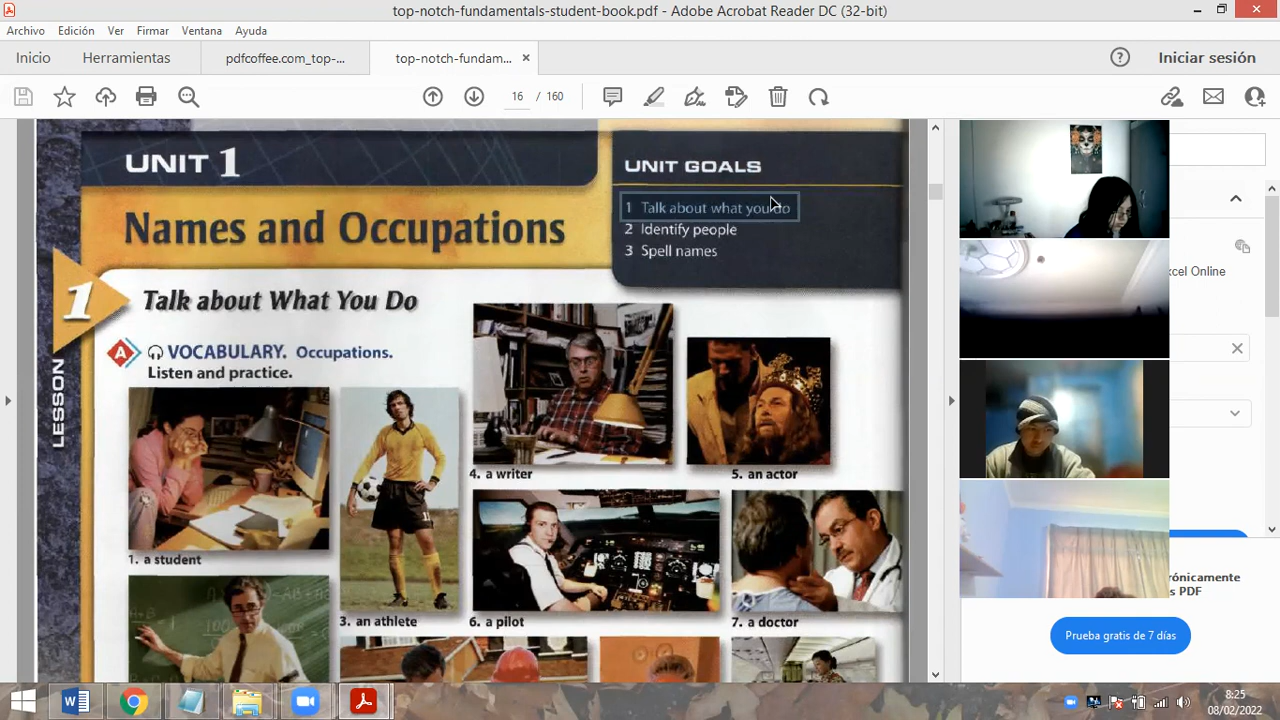 top-notch-fundamentals-student-book.pdf - Adobe Acrobat Reader DC (32-bit)
Archivo Edición Ver Firmar Ventana Ayuda
Inicio Herramientas pdfcoffee.com_top-... top-notch-fundam... × Iniciar sesión
16 / 160
UNIT 1
Names and Occupations
UNIT GOALS
1 Talk about what you do
2 Identify people
3 Spell names
LESSON
1
Talk about What You Do
A VOCABULARY. Occupations.
Listen and practice.
1. a student
3. an athlete
4. a writer
5. an actor
6. a pilot
7. a doctor
xcel Online
rónicamente
s PDF
Prueba gratis de 7 días
8:25
08/02/2022